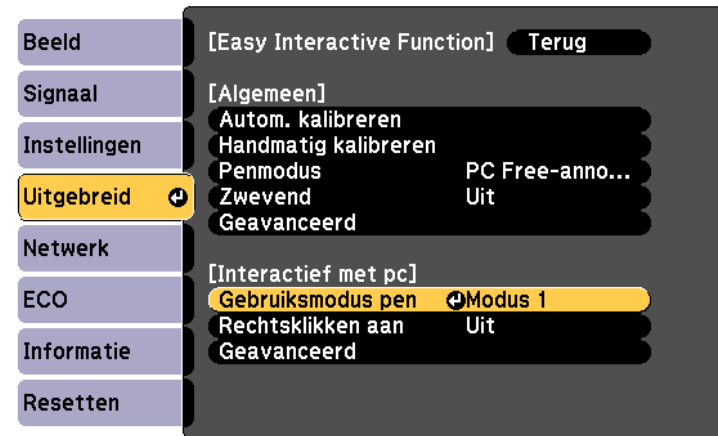 Beeld
Signaal
Instellingen
Uitgebreid
Netwerk
ECO
Informatie
Resetten
[Easy Interactive Function] Terug
[Algemeen]
Autom. kalibreren
Handmatig kalibreren
Penmodus PC Free-anno...
Zwevend Uit
Geavanceerd
[Interactief met pc]
Gebruiksmodus pen Modus 1
Rechtsklikken aan Uit
Geavanceerd